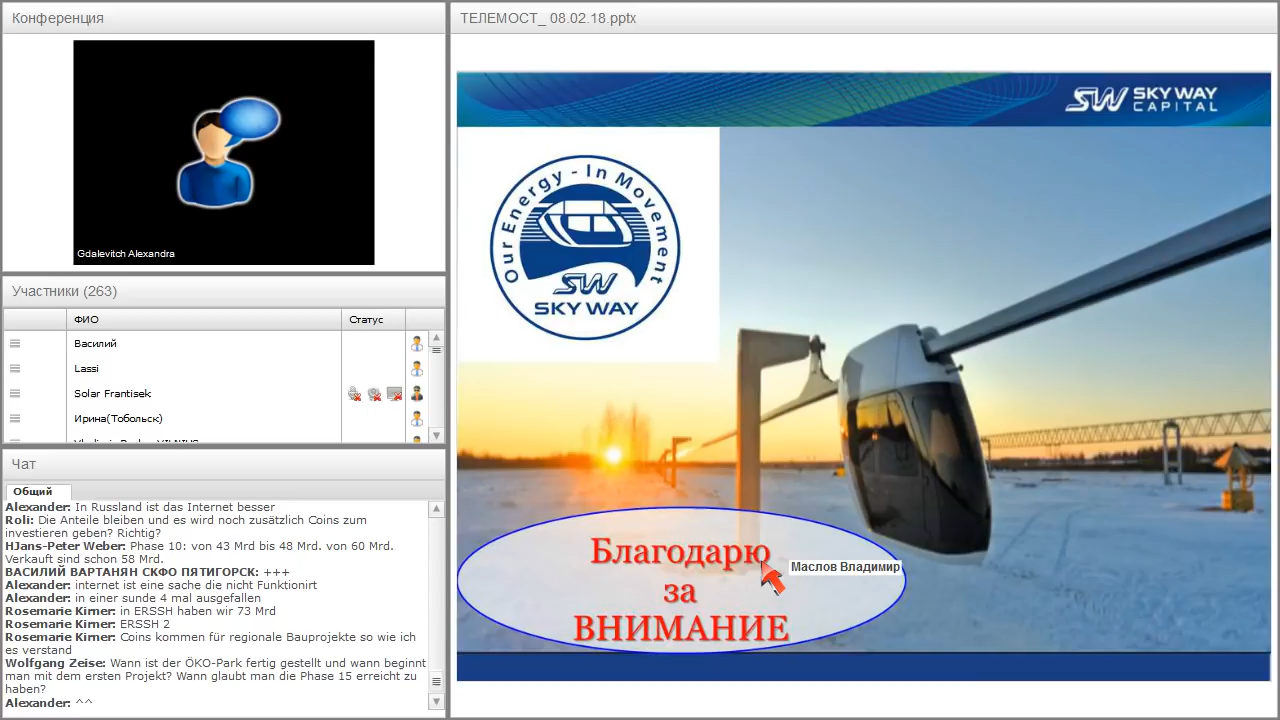 Конференция
Gdalevitch Alexandra
Участники (263)
ФИО
Статус
Василий
Lassi
Solar Frantisek
Ирина(Тобольск)
Чат
Общий
Alexander: In Russland ist das Internet besser
Roli: Die Anteile bleiben und es wird noch zusätzlich Coins zum
investieren geben? Richtig?
HJans-Peter Weber: Phase 10: von 43 Mrd bis 48 Mrd. von 60 Mrd.
Verkauft sind schon 58 Mrd.
ВАСИЛИЙ ВАРТАНЯН СКФО ПЯТИГОРСК: +++
Alexander: internet ist eine sache die nicht Funktionirt
Alexander: in einer sunde 4 mal ausgefallen
Rosemarie Kirner: in ERSSH haben wir 73 Mrd
Rosemarie Kirner: ERSSH 2
Rosemarie Kirner: Coins kommen für regionale Bauprojekte so wie ich
es verstand
Wolfgang Zeise: Wann ist der ÖKO-Park fertig gestellt und wann beginnt
man mit dem ersten Projekt? Wann glaubt man die Phase 15 erreicht zu
haben?
Alexander: ^^
ТЕЛЕМОСТ_ 08.02.18.pptx
SW SKY WAY
CAPITAL
Our Energy - In Movement
SW
SKY WAY
Благодарю
за
ВНИМАНИЕ
Маслов Владимир